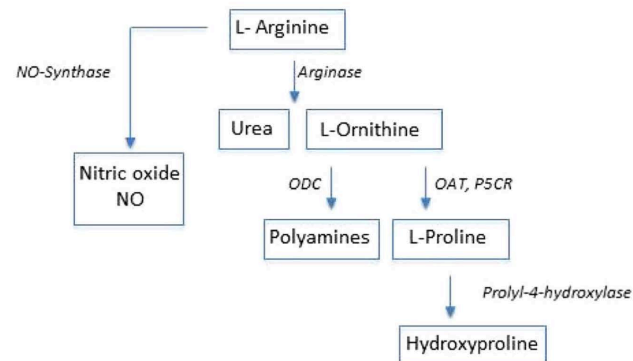 L- Arginine
NO-Synthase
Arginase
Urea
L-Ornithine
Nitric oxide
NO
ODC
OAT, P5CR
Polyamines
L-Proline
Prolyl-4-hydroxylase
Hydroxyproline